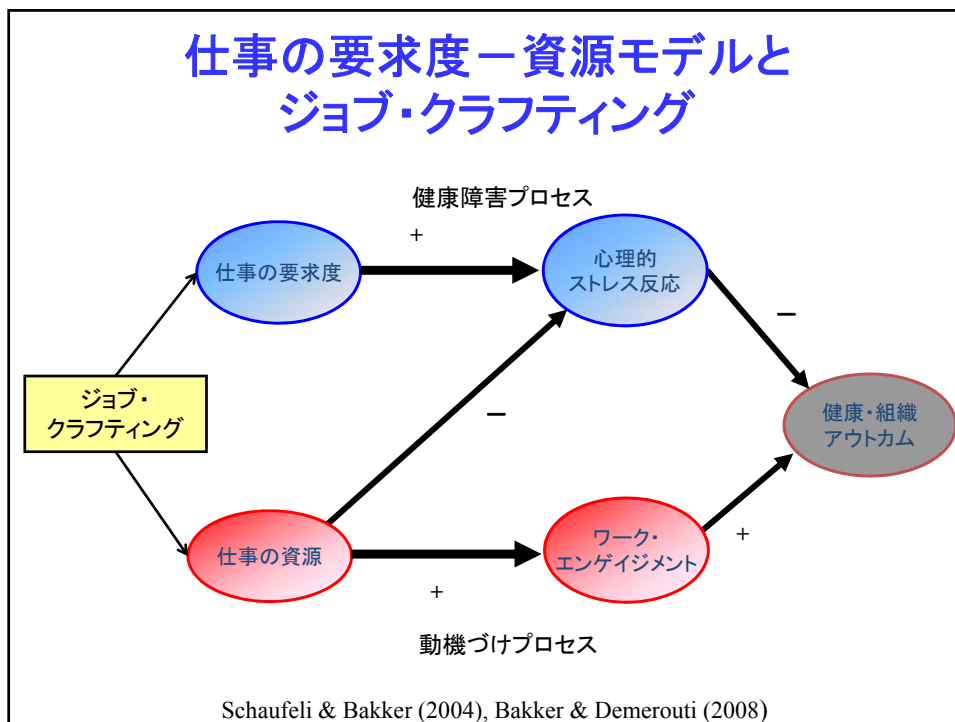 仕事の要求度－資源モデルと
ジョブ・クラフティング
健康障害プロセス
+
仕事の要求度
心理的
ストレス反応
－
ジョブ・
クラフティング
－
健康・組織
アウトカム
仕事の資源
ワーク・
エンゲイジメント
+
+
動機づけプロセス
Schaufeli & Bakker (2004), Bakker & Demerouti (2008)